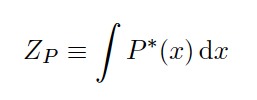 Z_P ≡ ∫ P*(x) dx